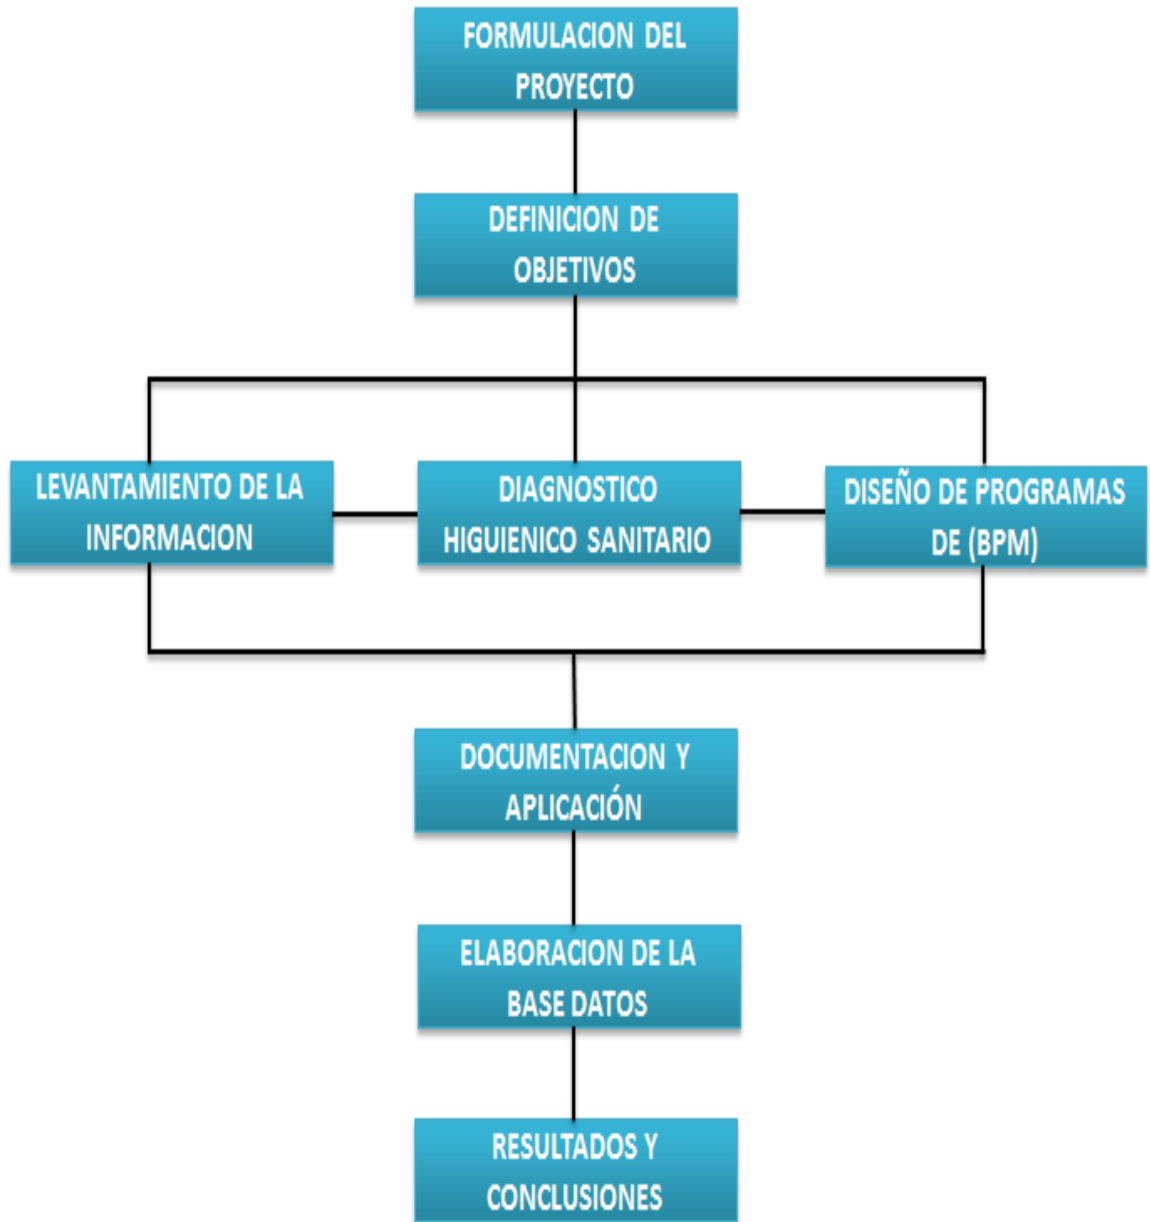 FORMULACION DEL
PROYECTO
DEFINICION DE
OBJETIVOS
LEVANTAMIENTO DE LA
INFORMACION
DIAGNOSTICO
HIGUIENICO SANITARIO
DISEÑO DE PROGRAMAS
DE (BPM)
DOCUMENTACION Y
APLICACIÓN
ELABORACION DE LA
BASE DATOS
RESULTADOS Y
CONCLUSIONES